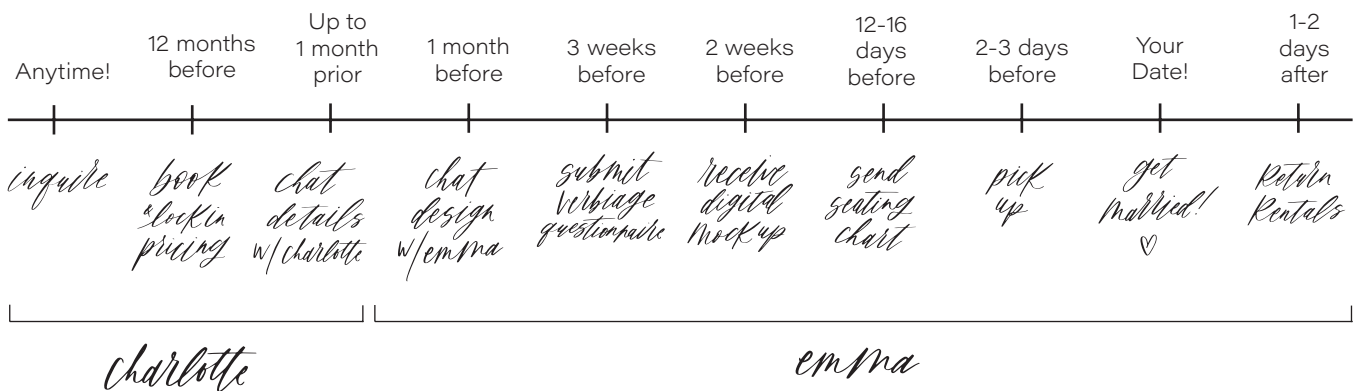 Anytime!
12 months
before
Up to
1 month
prior
1 month
before
3 weeks
before
2 weeks
before
12-16
days
before
2-3 days
before
Your
Date!
1-2
days
after
inquire
book
& lock in
pricing
chat
details
w/ charlotte
chat
design
w/ emma
submit
verbiage
questionnaire
receive
digital
mock up
send
seating
chart
pick
up
get
married!
♡
Return
Rentals
charlotte
emma